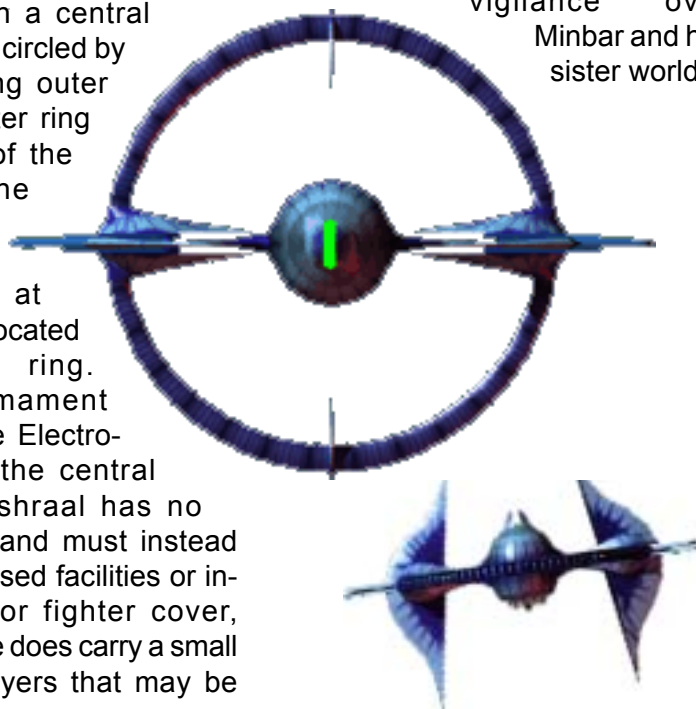 a central
circled by
ng outer
er ring
of the
he
at
ocated
ring.
mament
e Electro-
the central
shraal has no
and must instead
sed facilities or in-
or fighter cover,
e does carry a small
yers that may be
vigilance ov
Minbar and h
sister world